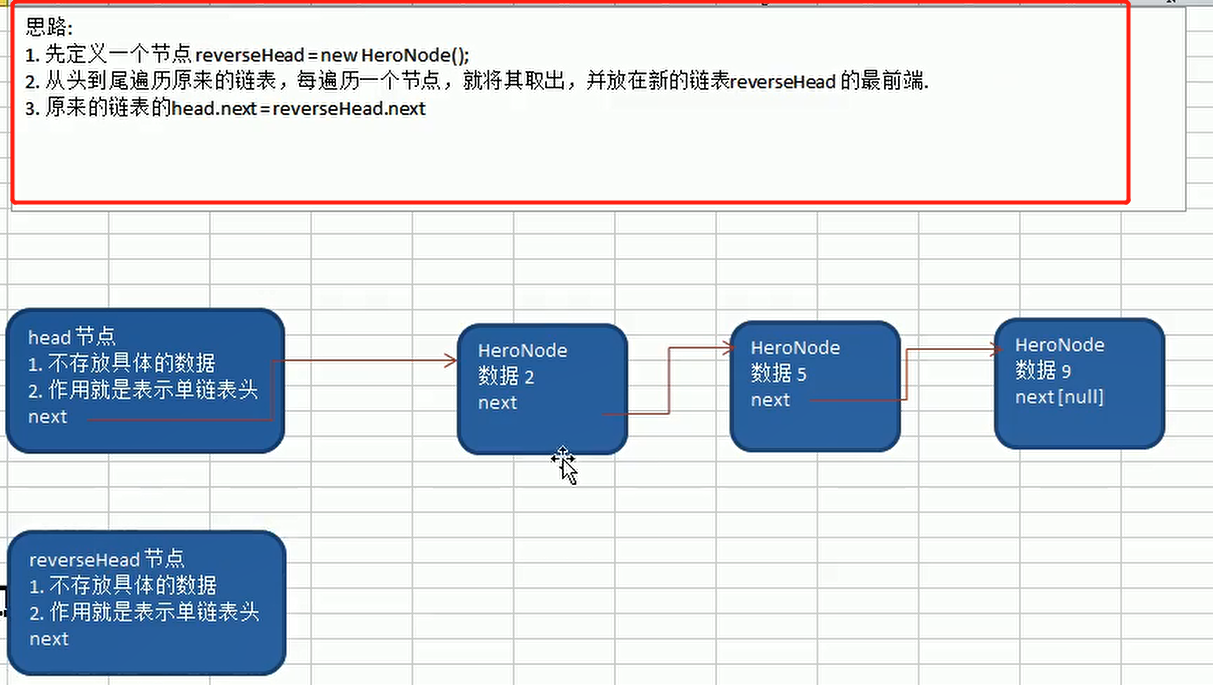 思路:
1. 先定义一个节点 reverseHead = new HeroNode();
2. 从头到尾遍历原来的链表，每遍历一个节点，就将其取出，并放在新的链表reverseHead 的最前端.
3. 原来的链表的head.next = reverseHead.next
head 节点
1. 不存放具体的数据
2. 作用就是表示单链表头
next
HeroNode
数据 2
next
HeroNode
数据 5
next
HeroNode
数据 9
next [null]
reverseHead 节点
1. 不存放具体的数据
2. 作用就是表示单链表头
next